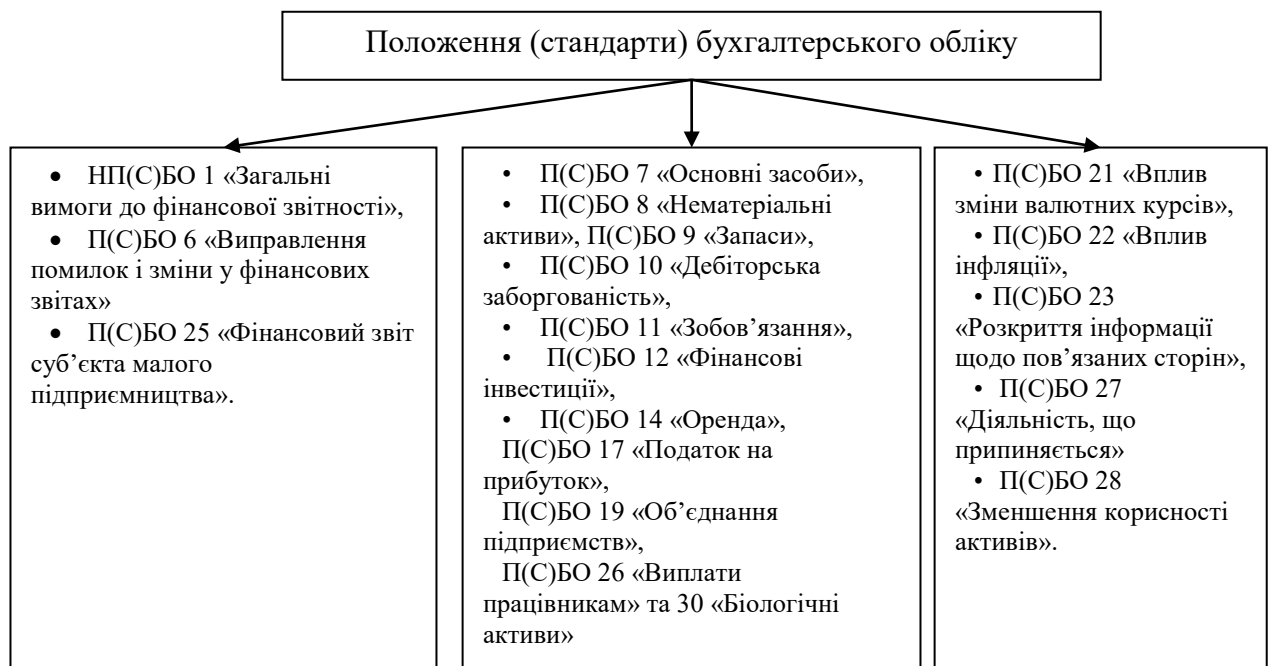 Положення (стандарти) бухгалтерського обліку
• НП(С)БО 1 «Загальні
вимоги до фінансової звітності»,
• П(С)БО 6 «Виправлення
помилок і зміни у фінансових
звітах»
• П(С)БО 25 «Фінансовий звіт
суб’єкта малого
підприємництва».
• П(С)БО 7 «Основні засоби»,
• П(С)БО 8 «Нематеріальні
активи», П(С)БО 9 «Запаси»,
• П(С)БО 10 «Дебіторська
заборгованість»,
• П(С)БО 11 «Зобов’язання»,
• П(С)БО 12 «Фінансові
інвестиції»,
• П(С)БО 14 «Оренда»,
П(С)БО 17 «Податок на
прибуток»,
П(С)БО 19 «Об’єднання
підприємств»,
П(С)БО 26 «Виплати
працівникам» та 30 «Біологічні
активи»
• П(С)БО 21 «Вплив
зміни валютних курсів»,
• П(С)БО 22 «Вплив
інфляції»,
• П(С)БО 23
«Розкриття інформації
щодо пов’язаних сторін»,
• П(С)БО 27
«Діяльність, що
припиняється»
• П(С)БО 28
«Зменшення корисності
активів».